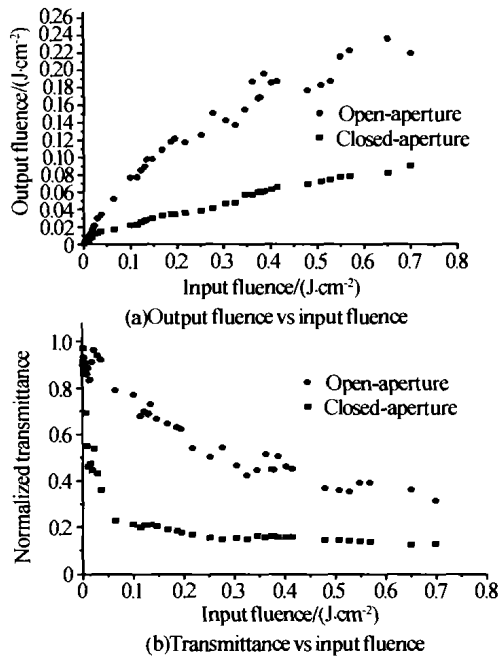 Output fluence/(J·cm⁻²)
0.26
0.24
0.22
0.20
0.18
0.16
0.14
0.12
0.10
0.08
0.06
0.04
0.02
0
Open-aperture
Closed-aperture
0 0.1 0.2 0.3 0.4 0.5 0.6 0.7 0.8
Input fluence/(J·cm⁻²)
(a)Output fluence vs input fluence
Normalized transmittance
1.0
0.8
0.6
0.4
0.2
0
Open-aperture
Closed-aperture
0 0.1 0.2 0.3 0.4 0.5 0.6 0.7 0.8
Input fluence/(J·cm⁻²)
(b)Transmittance vs input fluence